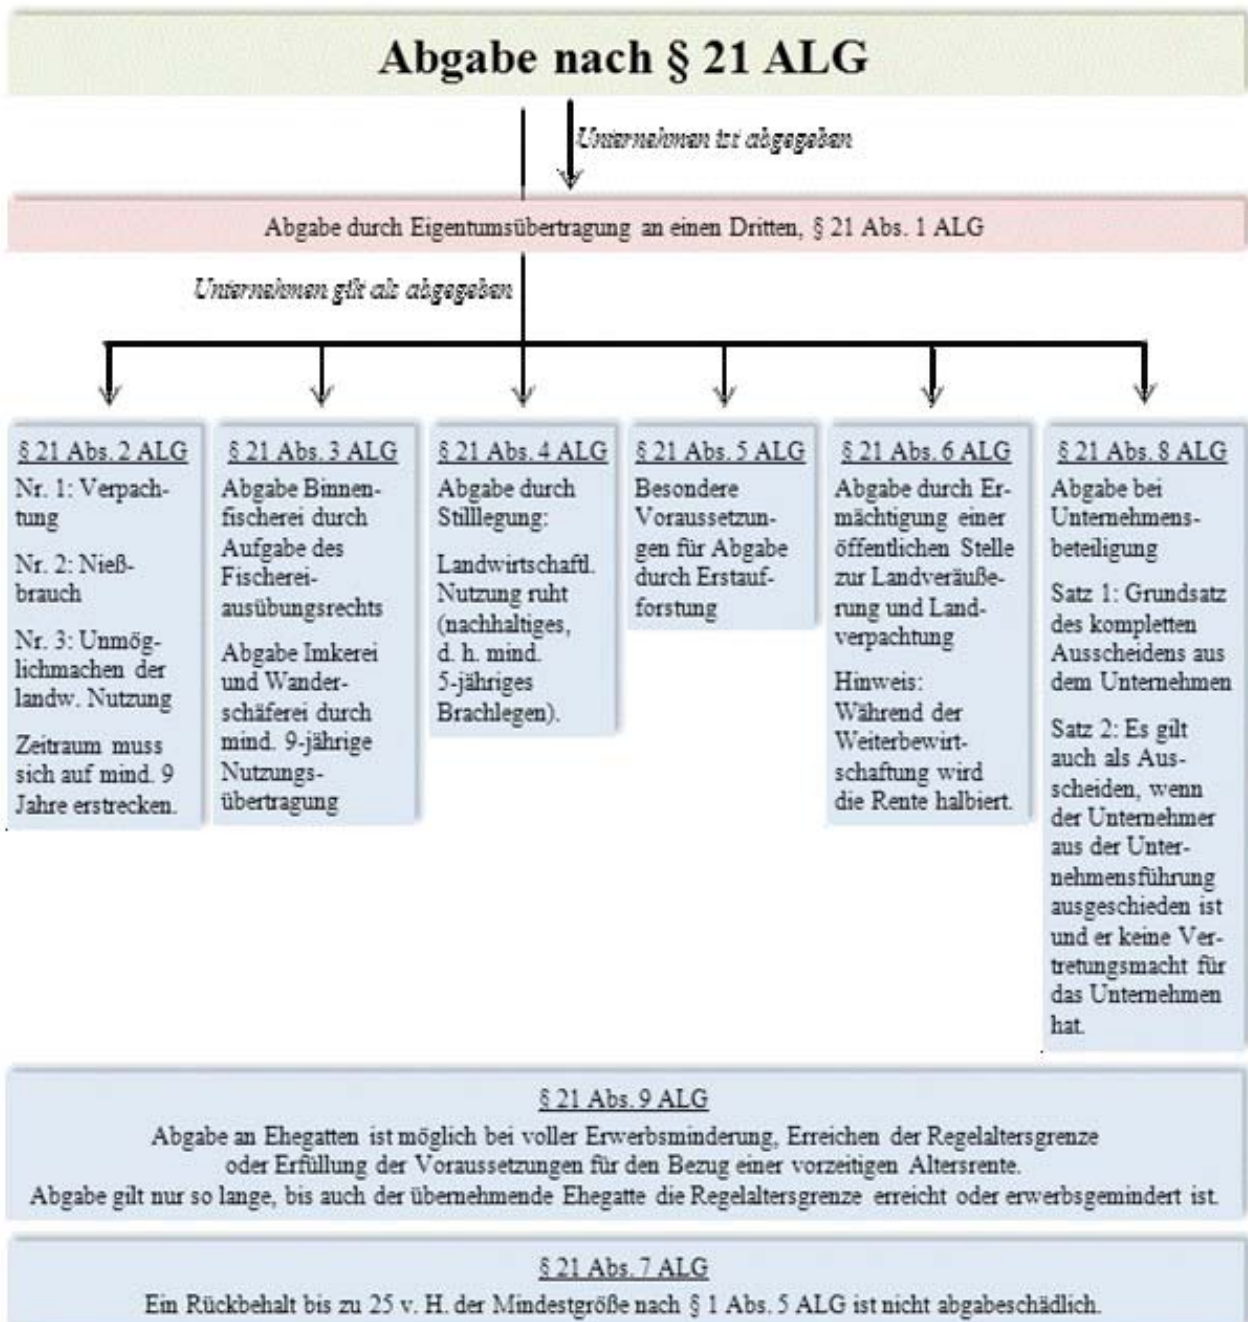 Abgabe nach § 21 ALG
Unternehmen ist abgegeben
Abgabe durch Eigentumsübertragung an einen Dritten, § 21 Abs. 1 ALG
Unternehmen gilt als abgegeben
§ 21 Abs. 2 ALG
Nr. 1: Verpach-
tung
Nr. 2: Nieß-
brauch
Nr. 3: Unmög-
lichmachen der
landw. Nutzung
Zeitraum muss
sich auf mind. 9
Jahre erstrecken.
§ 21 Abs. 3 ALG
Abgabe Binnen-
fischerei durch
Aufgabe des
Fischerei-
ausübungsrechts
Abgabe Imkerei
und Wander-
schäferei durch
mind. 9-jährige
Nutzungs-
übertragung
§ 21 Abs. 4 ALG
Abgabe durch
Stilllegung:
Landwirtschaftl.
Nutzung ruht
(nachhaltiges,
d. h. mind.
5-jähriges
Brachlegen).
§ 21 Abs. 5 ALG
Besondere
Voraussetzun-
gen für Abgabe
durch Erstauf-
forstung
§ 21 Abs. 6 ALG
Abgabe durch Er-
mächtigung einer
öffentlichen Stelle
zur Landveräuße-
rung und Land-
verpachtung
Hinweis:
Während der
Weiterbewirt-
schaftung wird
die Rente halbiert.
§ 21 Abs. 8 ALG
Abgabe bei
Unternehmens-
beteiligung
Satz 1: Grundsatz
des kompletten
Ausscheidens aus
dem Unternehmen
Satz 2: Es gilt
auch als Aus-
scheiden, wenn
der Unternehmer
aus der Unter-
nehmensführung
ausgeschieden ist
und er keine Ver-
tretungsmacht für
das Unternehmen
hat.
§ 21 Abs. 9 ALG
Abgabe an Ehegatten ist möglich bei voller Erwerbsminderung, Erreichen der Regelaltersgrenze
oder Erfüllung der Voraussetzungen für den Bezug einer vorzeitigen Altersrente.
Abgabe gilt nur so lange, bis auch der übernehmende Ehegatte die Regelaltersgrenze erreicht oder erwerbsgemindert ist.
§ 21 Abs. 7 ALG
Ein Rückbehalt bis zu 25 v. H. der Mindestgröße nach § 1 Abs. 5 ALG ist nicht abgabeschädlich.